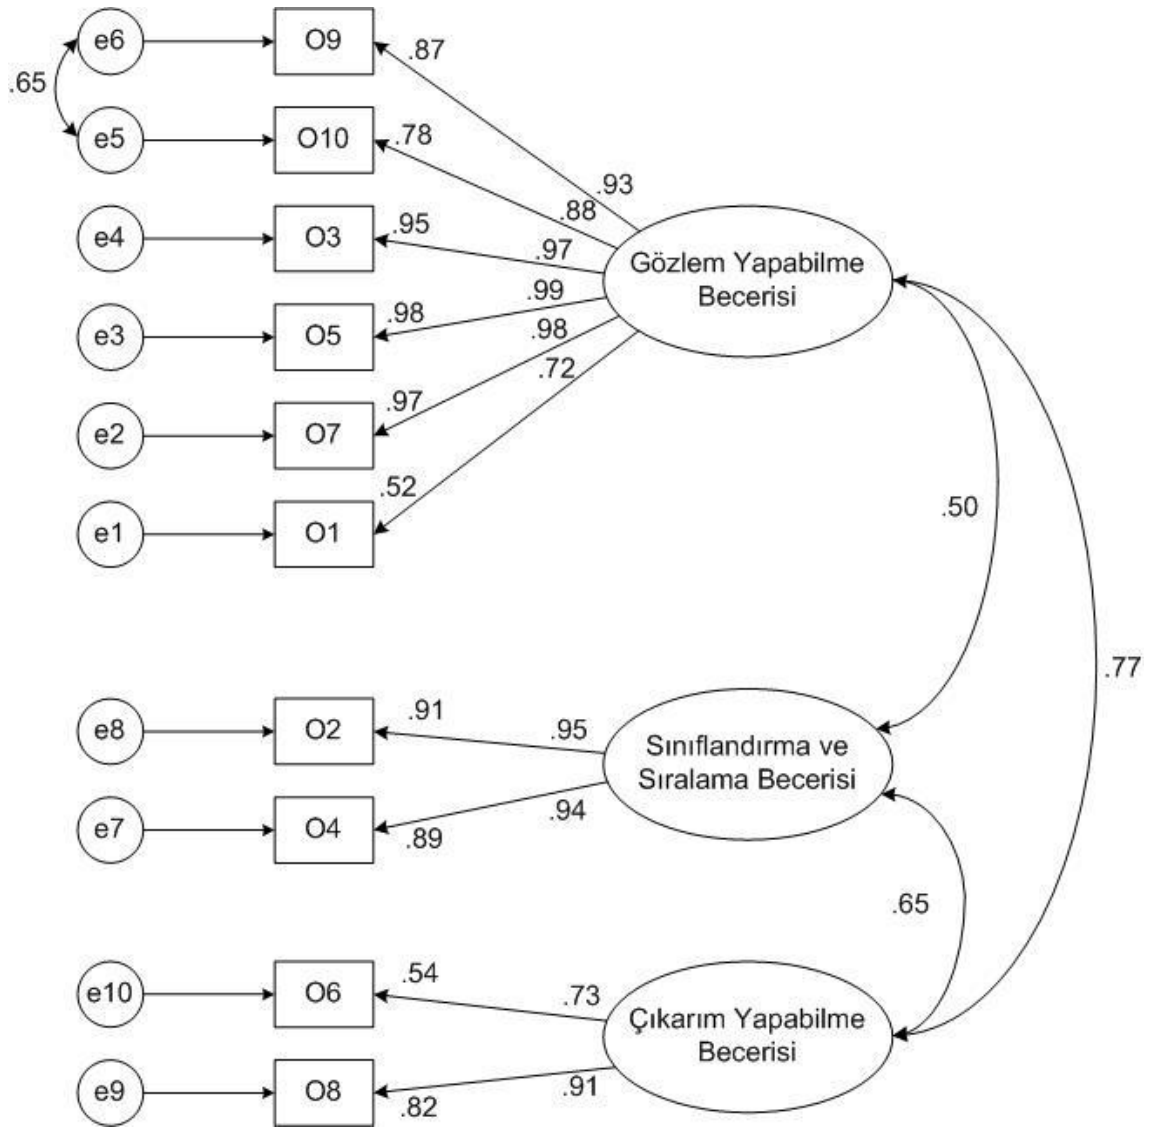 e6
O9
.87
.65
e5
O10
.78
.93
.88
e4
O3
.95
.97
Gözlem Yapabilme
Becerisi
.99
e3
O5
.98
.98
.72
e2
O7
.97
.52
e1
O1
.50
.77
e8
O2
.91
.95
Sınıflandırma ve
Sıralama Becerisi
e7
O4
.89
.94
.65
e10
O6
.54
.73
Çıkarım Yapabilme
Becerisi
e9
O8
.82
.91